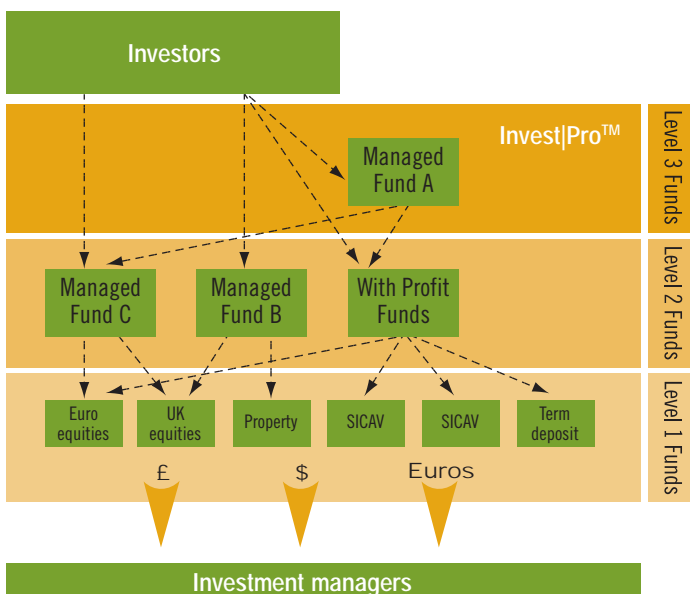 Investors
Invest|Pro™
Level 3 Funds
Managed
Fund A
Level 2 Funds
Managed
Fund C
Managed
Fund B
With Profit
Funds
Level 1 Funds
Euro
equities
UK
equities
Property
SICAV
SICAV
Term
deposit
£
$
Euros
Investment managers